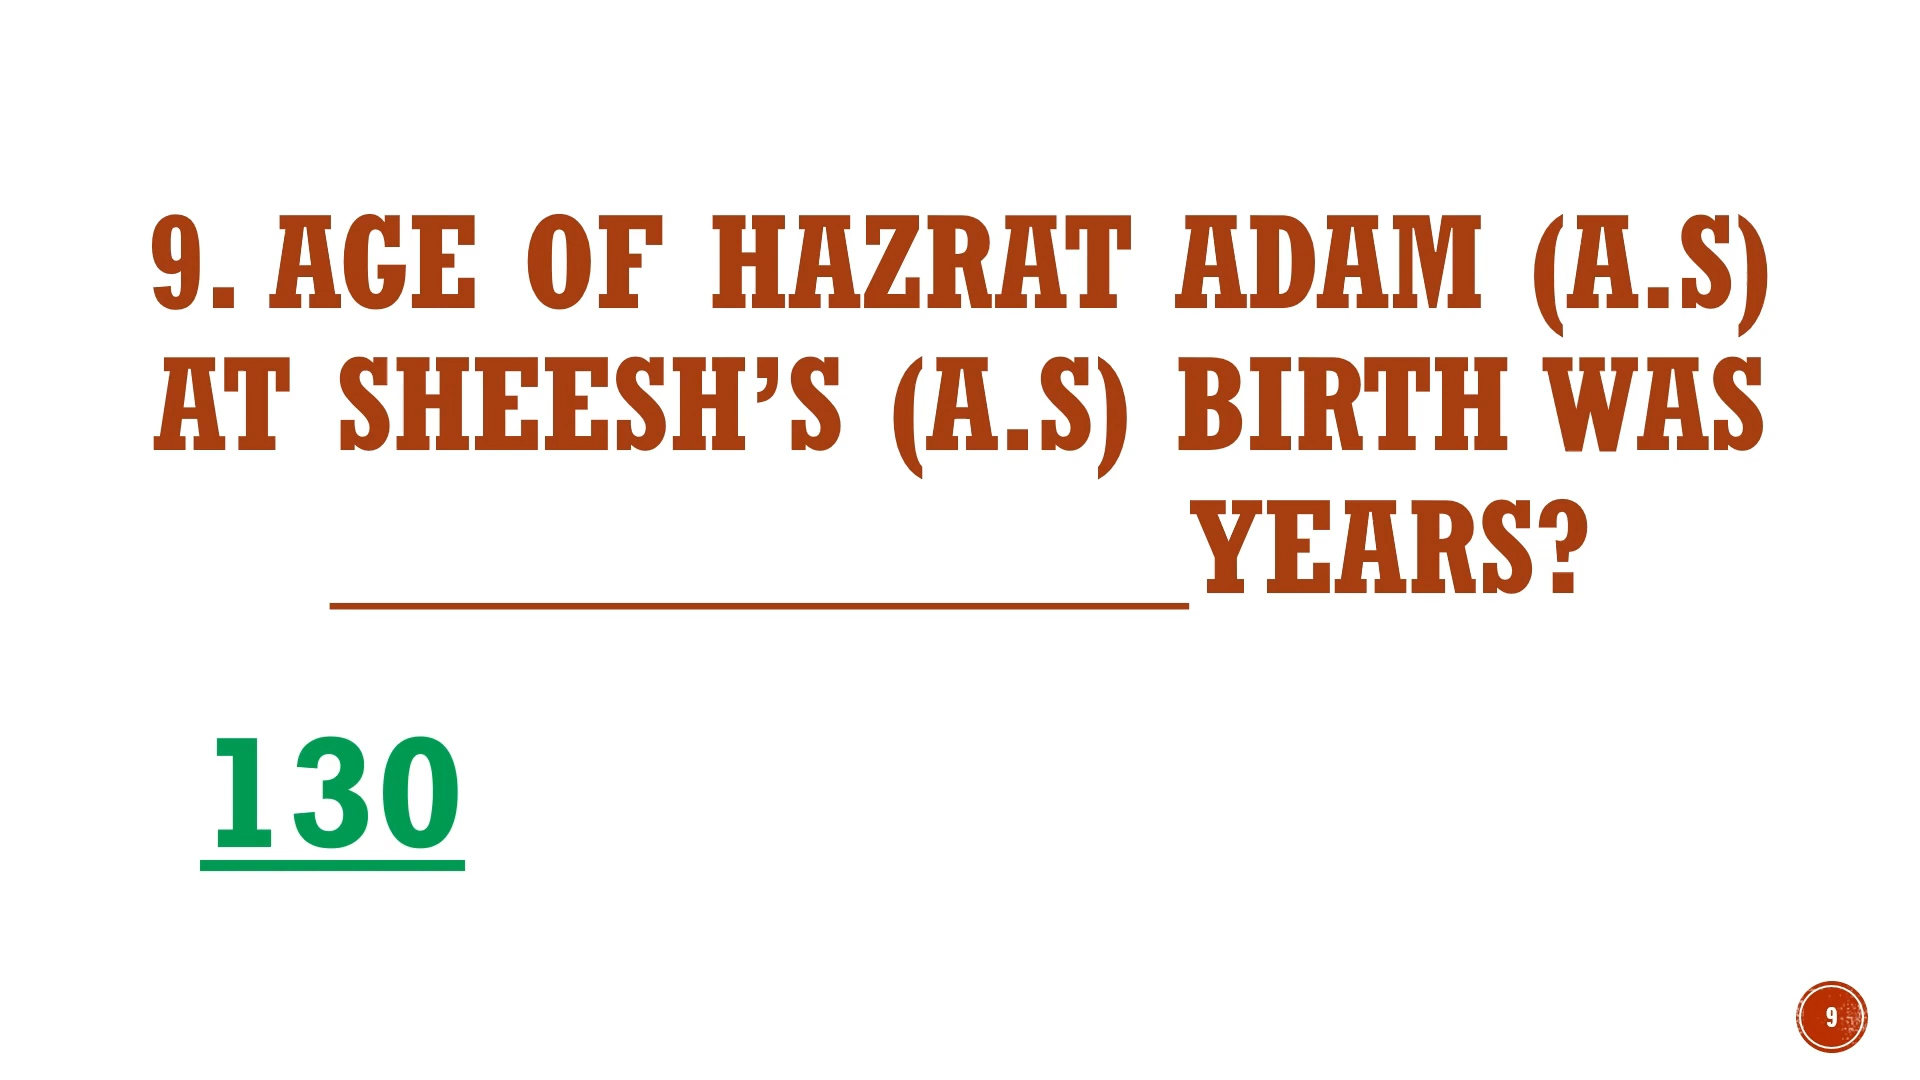 9. AGE OF HAZRAT ADAM (A.S)
AT SHEESH’S (A.S) BIRTH WAS
____________________YEARS?
130
9